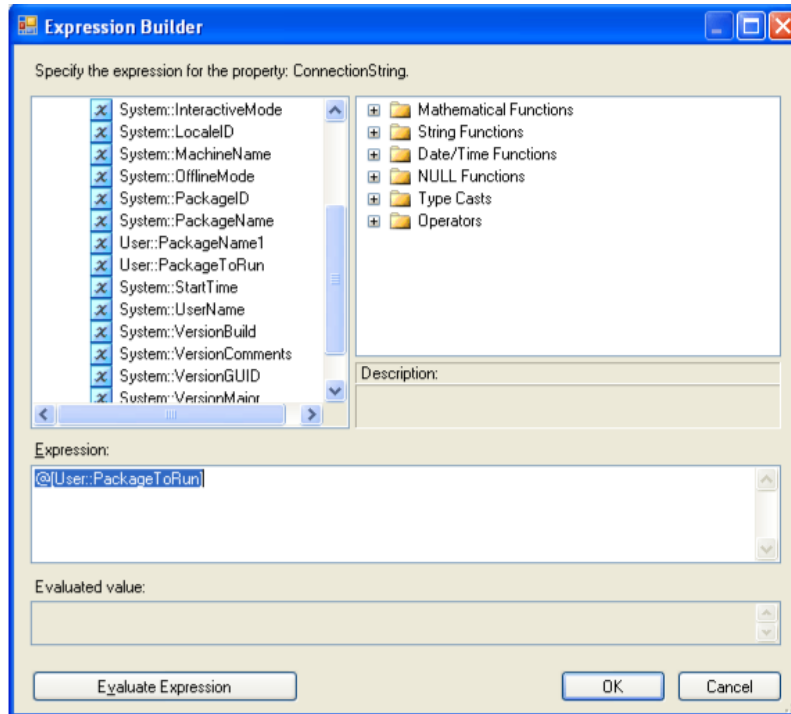 Expression Builder
Specify the expression for the property: ConnectionString.
System::InteractiveMode
System::LocaleID
System::MachineName
System::OfflineMode
System::PackageID
System::PackageName
User::PackageName1
User::PackageToRun
System::StartTime
System::UserName
System::VersionBuild
System::VersionComments
System::VersionGUID
System::VersionMajor
Mathematical Functions
String Functions
Date/Time Functions
NULL Functions
Type Casts
Operators
Description:
Expression:
@[User::PackageToRun]
Evaluated value:
Evaluate Expression
OK
Cancel